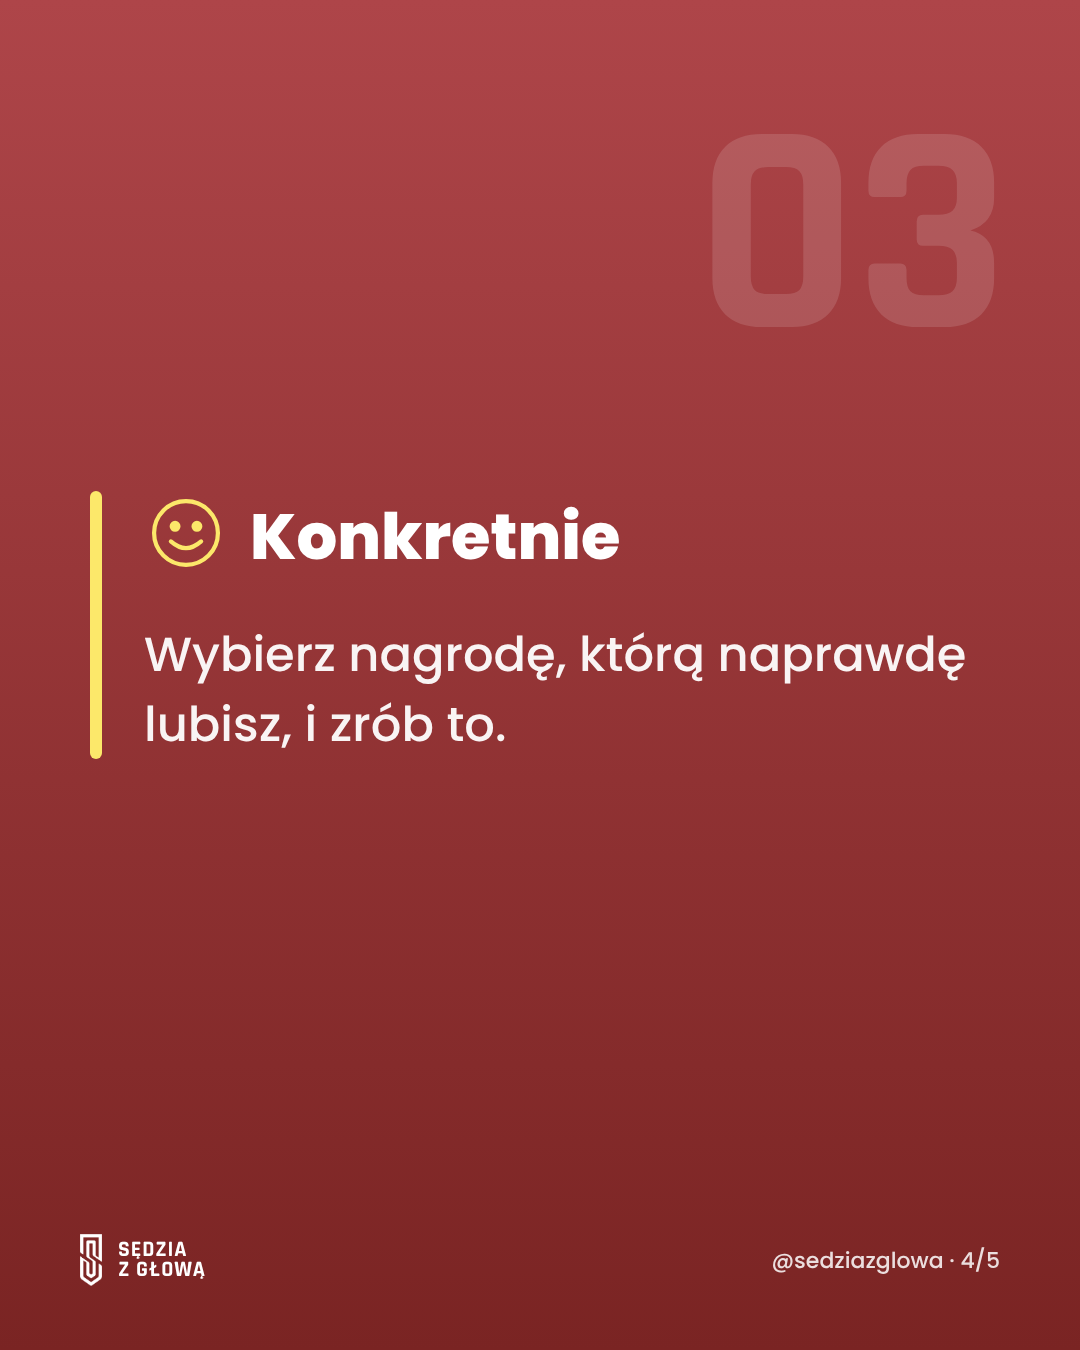 03
Konkretnie
Wybierz nagrodę, którą naprawdę
lubisz, i zrób to.
SĘDZIA
Z GŁOWĄ
@sedziazglowa · 4/5